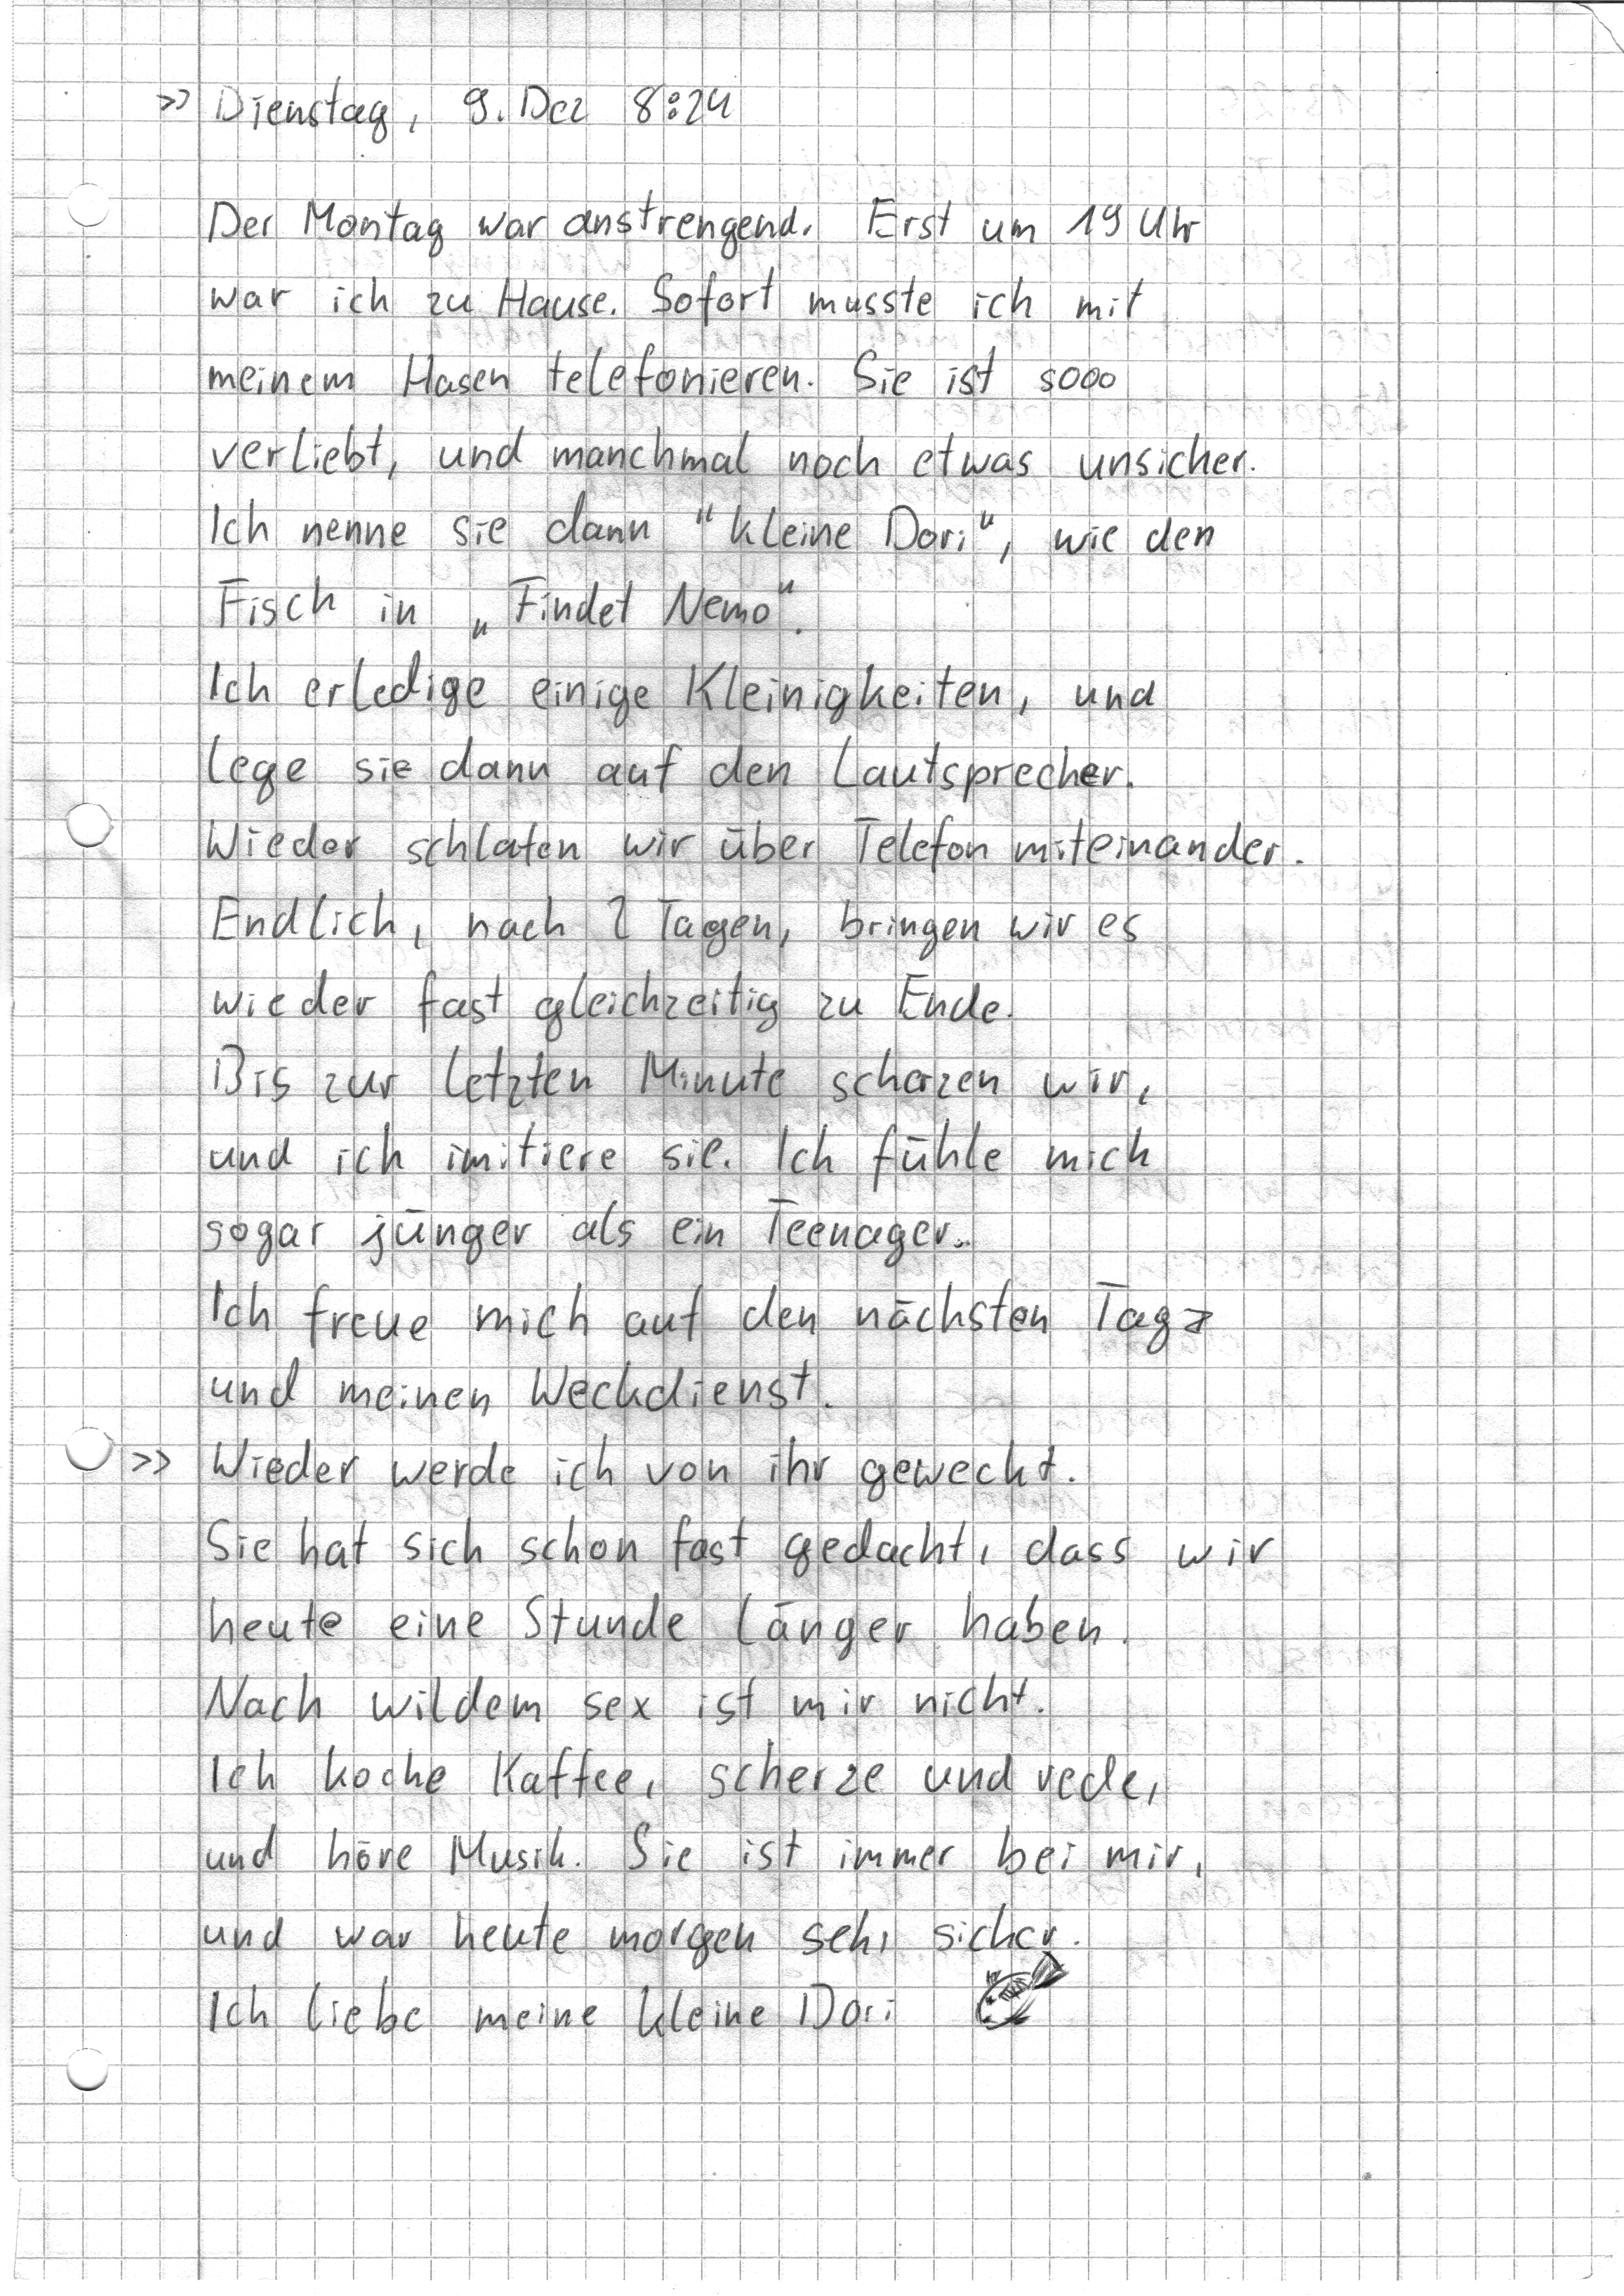 >> Dienstag, 9. Dez 8:24
Der Montag war anstrengend. Erst um 19 Uhr
war ich zu Hause. Sofort musste ich mit
meinem Hasen telefonieren. Sie ist sooo
verliebt, und manchmal noch etwas unsicher.
Ich nenne sie dann "kleine Dori", wie den
Fisch in „Findet Nemo".
Ich erledige einige Kleinigkeiten, und
lege sie dann auf den Lautsprecher.
Wieder schlafen wir über Telefon miteinander.
Endlich, nach 2 Tagen, bringen wir es
wieder fast gleichzeitig zu Ende.
Bis zur letzten Minute scherzen wir,
und ich imitiere sie. Ich fühle mich
sogar jünger als ein Teenager..
Ich freue mich auf den nächsten Tag
und meinen Weckdienst.
>> Wieder werde ich von ihr geweckt.
Sie hat sich schon fast gedacht, dass wir
heute eine Stunde länger haben.
Nach wildem sex ist mir nicht.
Ich koche Kaffee, scherze und rede,
und höre Musik. Sie ist immer bei mir,
und war heute morgen sehr sicher.
Ich liebe meine kleine Dori